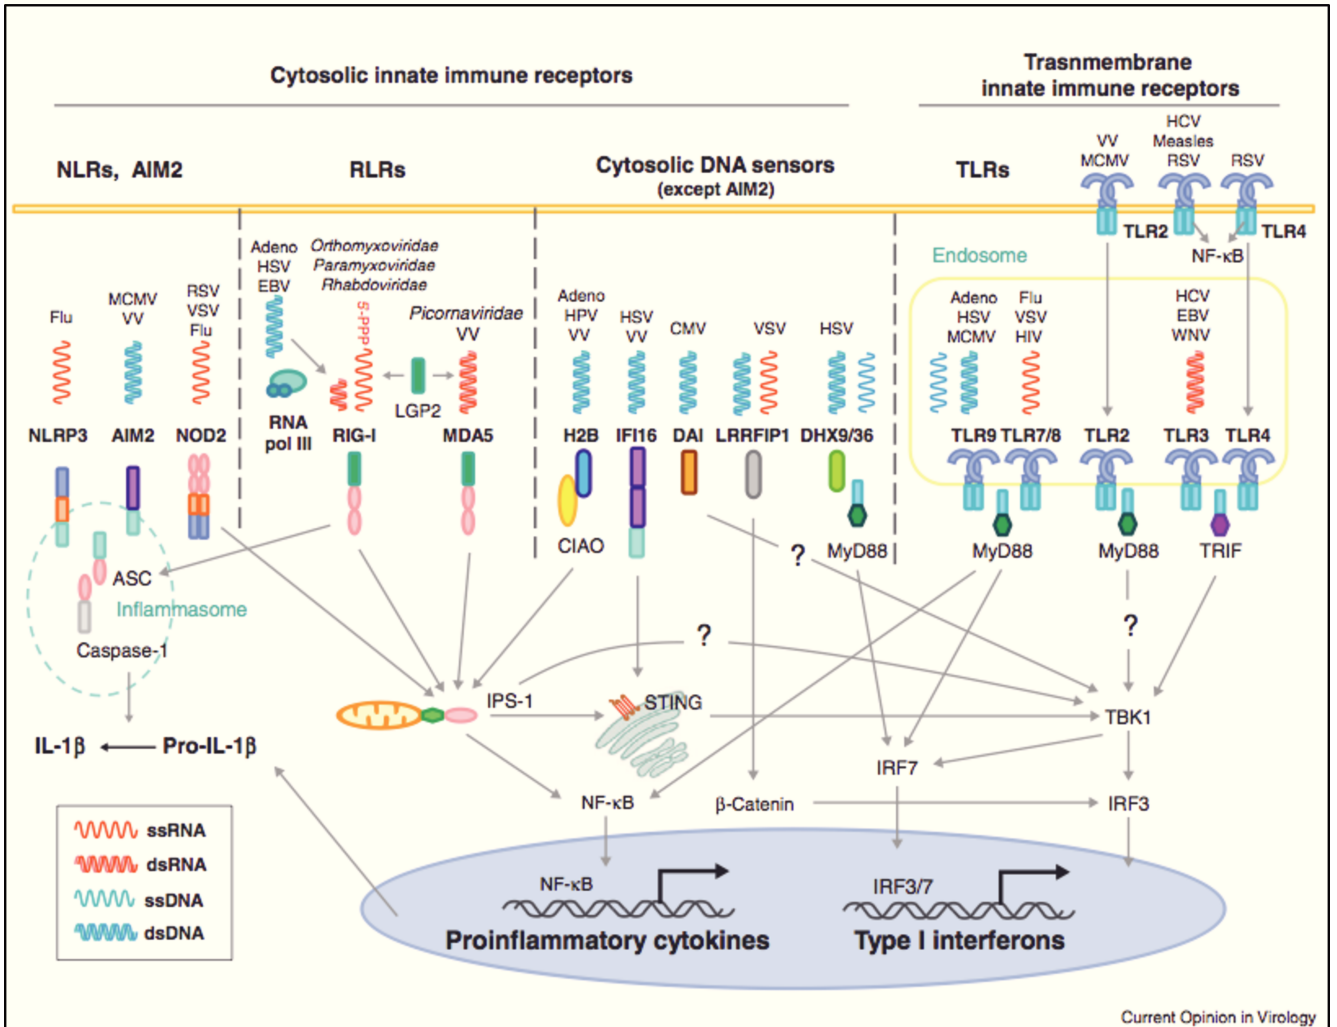 Cytosolic innate immune receptors
Trasnmembrane
innate immune receptors
NLRs, AIM2
RLRs
Cytosolic DNA sensors
(except AIM2)
TLRs
VV
MCMV
HCV
Measles
RSV
RSV
TLR2
TLR4
NF-κB
Endosome
Flu
MCMV
VV
RSV
VSV
Flu
Adeno
HSV
EBV
Orthomyxoviridae
Paramyxoviridae
Rhabdoviridae
5'-PPP
Picornaviridae
VV
LGP2
Adeno
HPV
VV
HSV
VV
CMV
VSV
HSV
Adeno
HSV
MCMV
Flu
VSV
HIV
HCV
EBV
WNV
NLRP3
AIM2
NOD2
RNA
pol III
RIG-I
MDA5
H2B
IFI16
DAI
LRRFIP1
DHX9/36
TLR9
TLR7/8
TLR2
TLR3
TLR4
CIAO
MyD88
MyD88
MyD88
TRIF
?
ASC
Inflammasome
Caspase-1
?
?
IPS-1
STING
TBK1
IL-1β
Pro-IL-1β
IRF7
NF-κB
β-Catenin
IRF3
ssRNA
dsRNA
ssDNA
dsDNA
NF-κB
IRF3/7
Proinflammatory cytokines
Type I interferons
Current Opinion in Virology